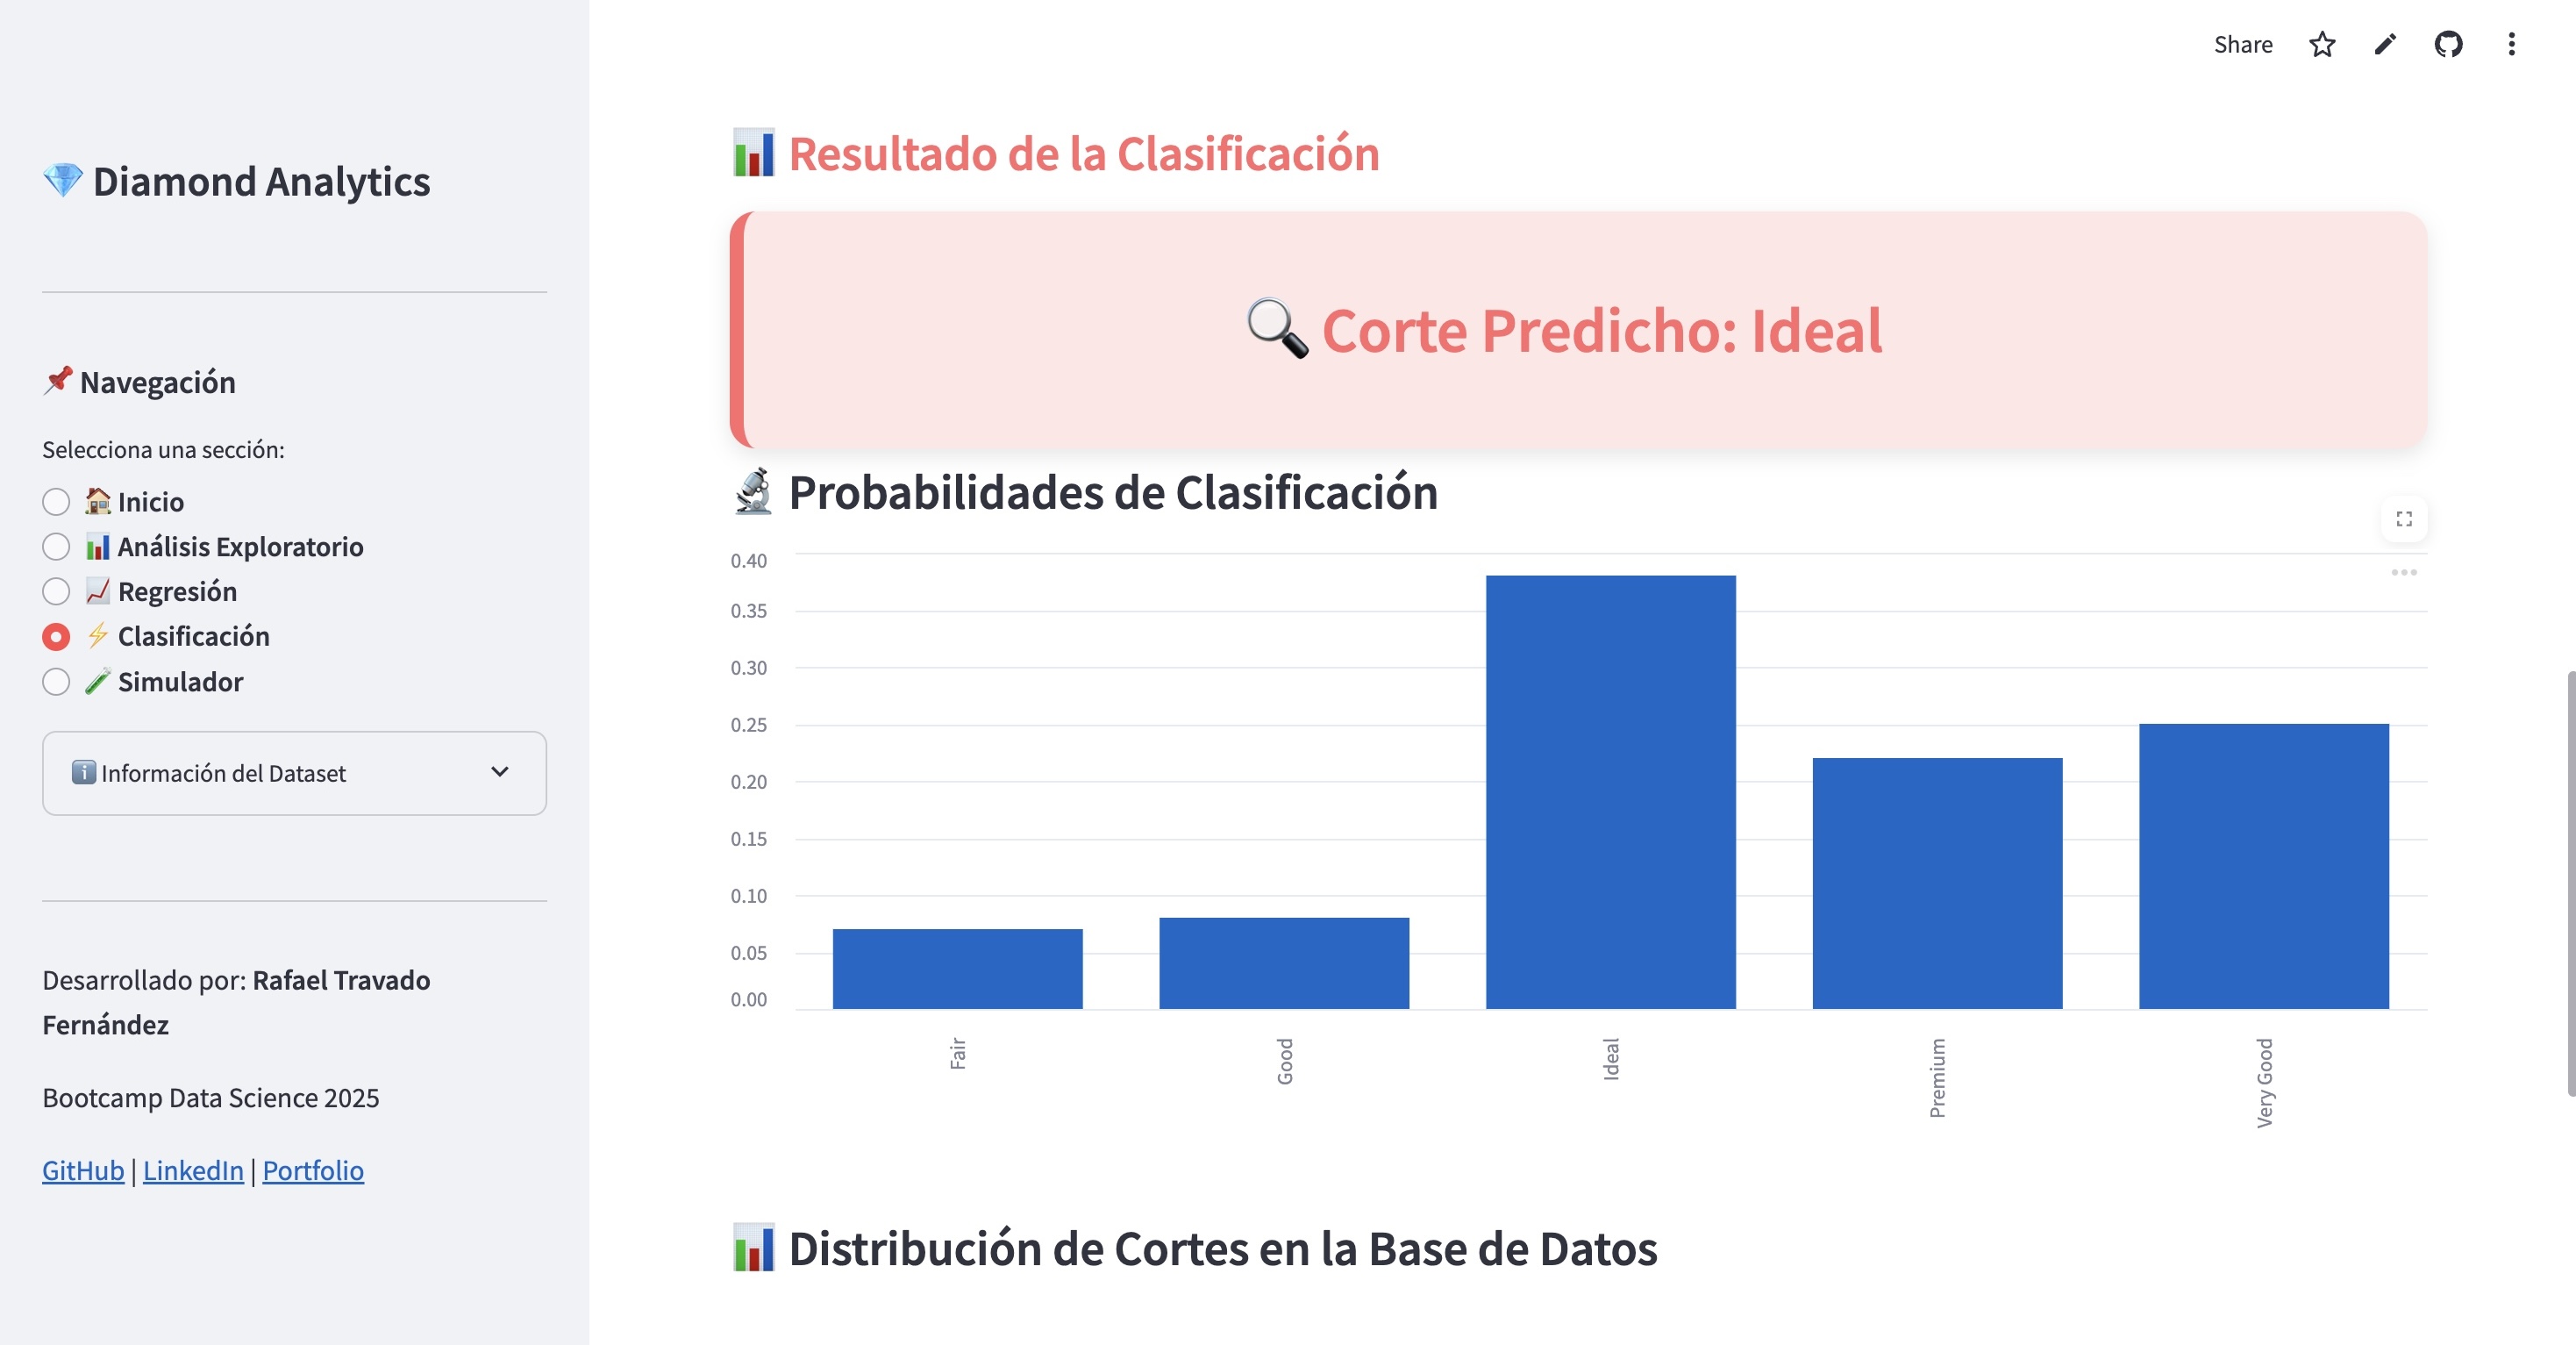 Share
Diamond Analytics
Navegación
Selecciona una sección:
Inicio
Análisis Exploratorio
Regresión
Clasificación
Simulador
Información del Dataset
Desarrollado por: Rafael Travado
Fernández
Bootcamp Data Science 2025
GitHub | LinkedIn | Portfolio
Resultado de la Clasificación
Corte Predicho: Ideal
Probabilidades de Clasificación
0.40
0.35
0.30
0.25
0.20
0.15
0.10
0.05
0.00
Fair
Good
Ideal
Premium
Very Good
Distribución de Cortes en la Base de Datos